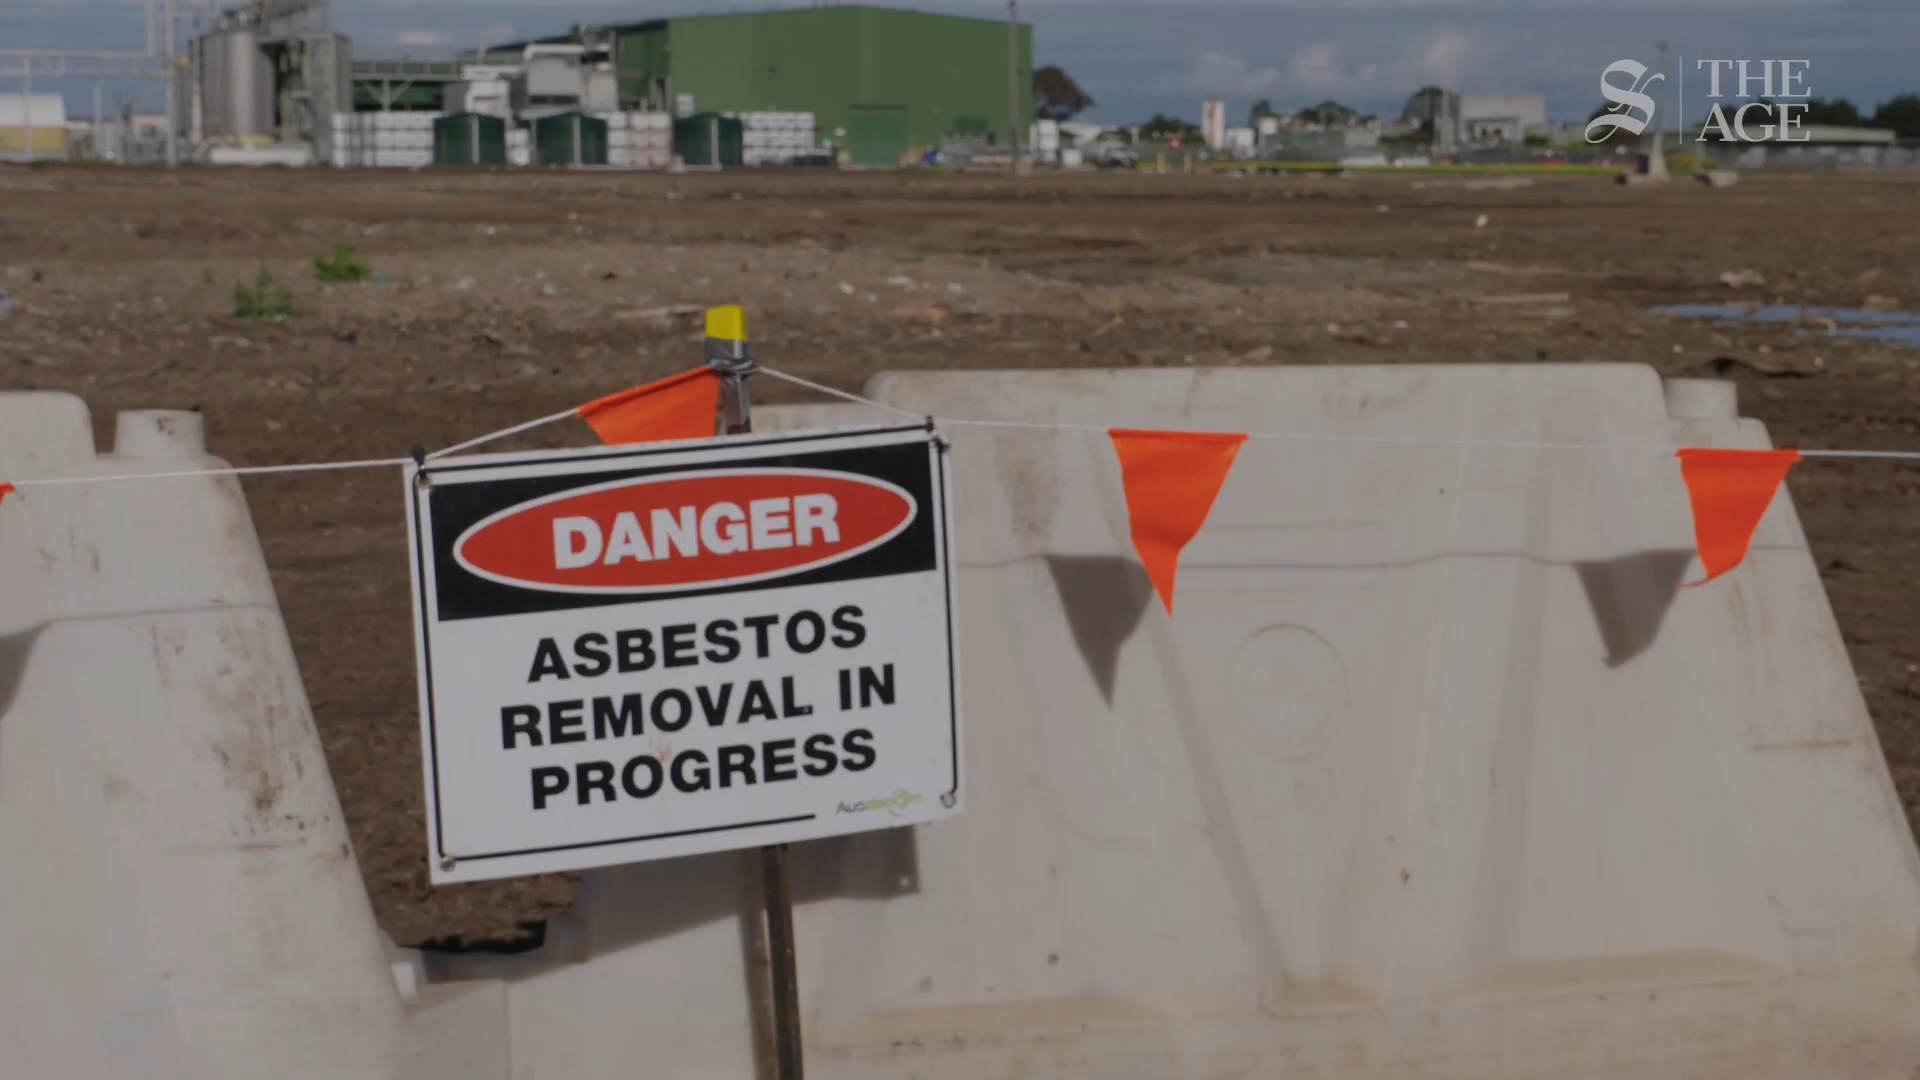 THE
AGE
DANGER
ASBESTOS
REMOVAL IN
PROGRESS